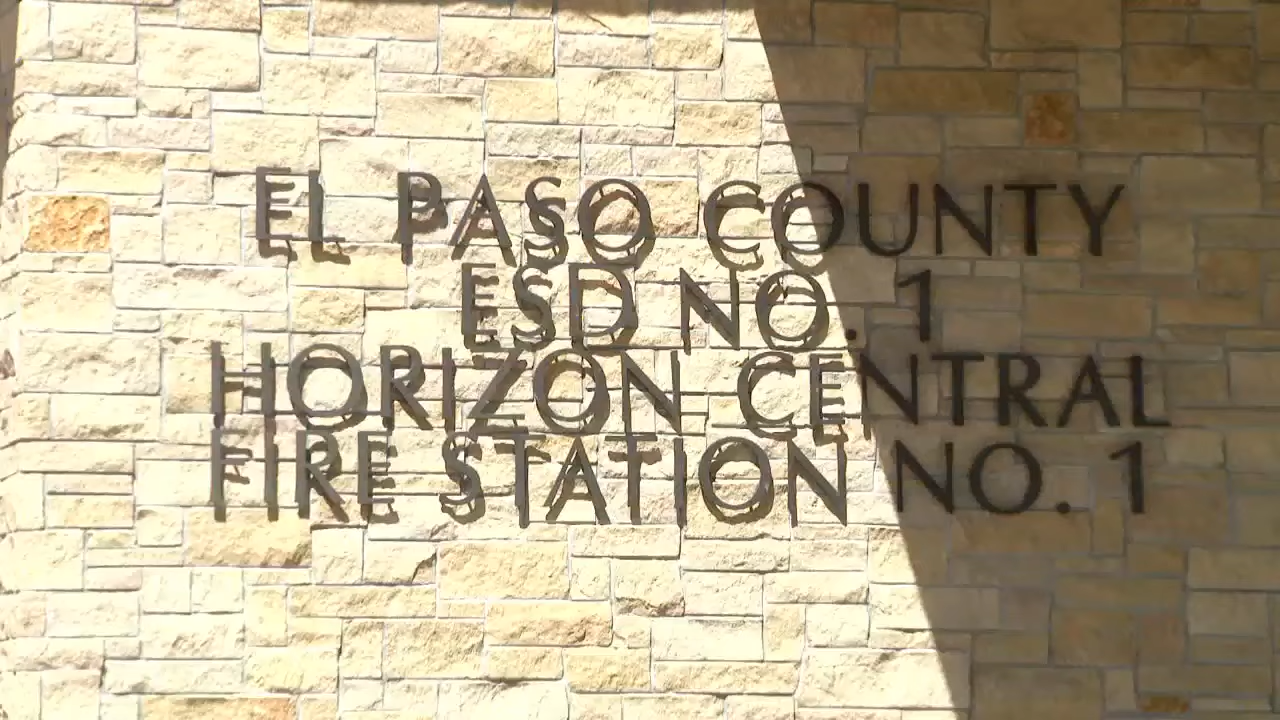 EL PASO COUNTY
ESD NO. 1
HORIZON CENTRAL
FIRE STATION NO. 1